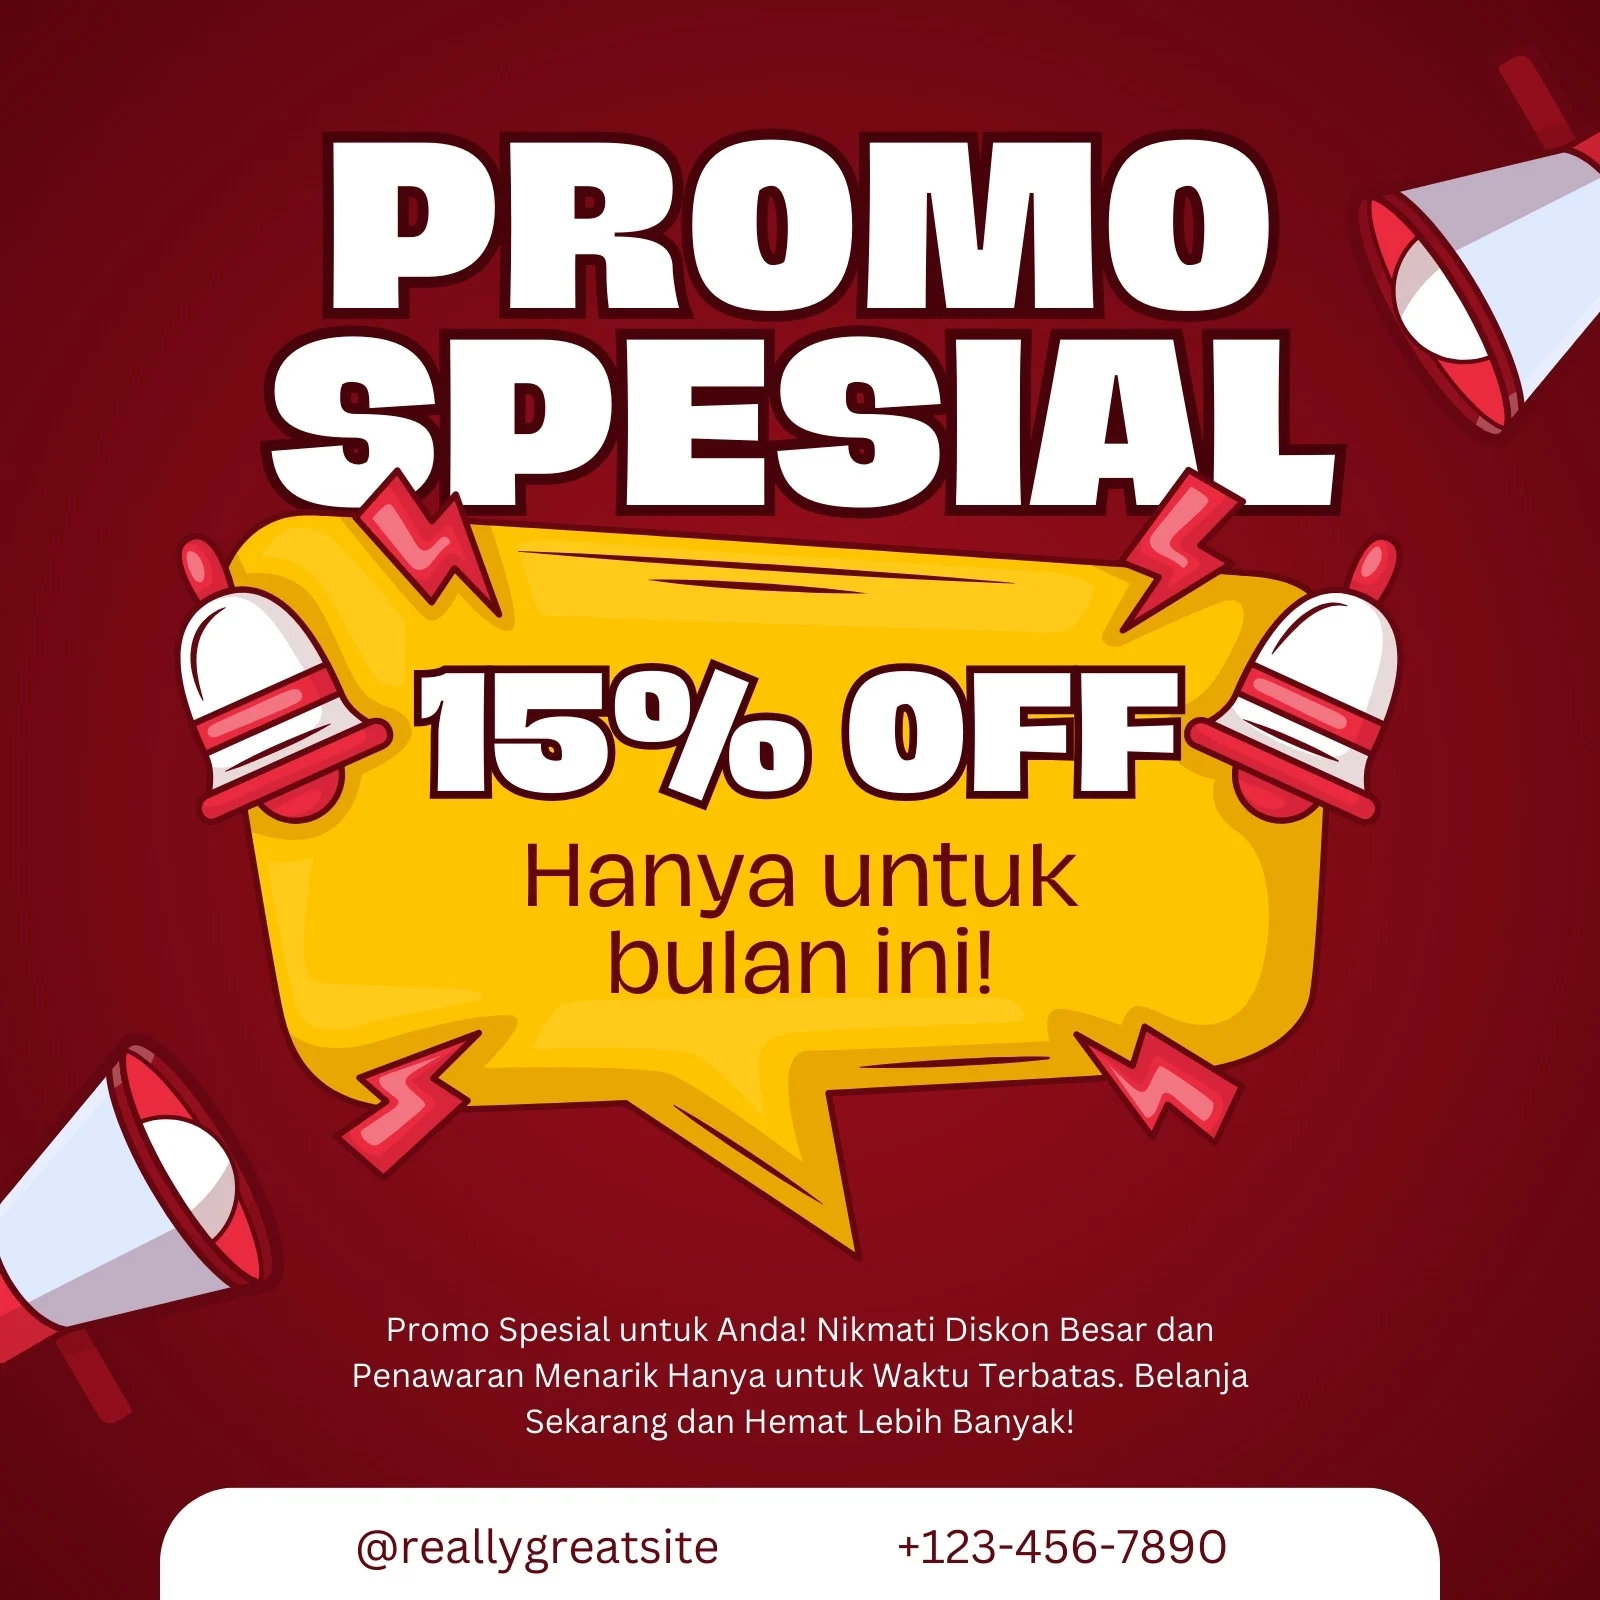 PROMO
SPESIAL
15% OFF
Hanya untuk
bulan ini!
Promo Spesial untuk Anda! Nikmati Diskon Besar dan
Penawaran Menarik Hanya untuk Waktu Terbatas. Belanja
Sekarang dan Hemat Lebih Banyak!
@reallygreatsite
+123-456-7890